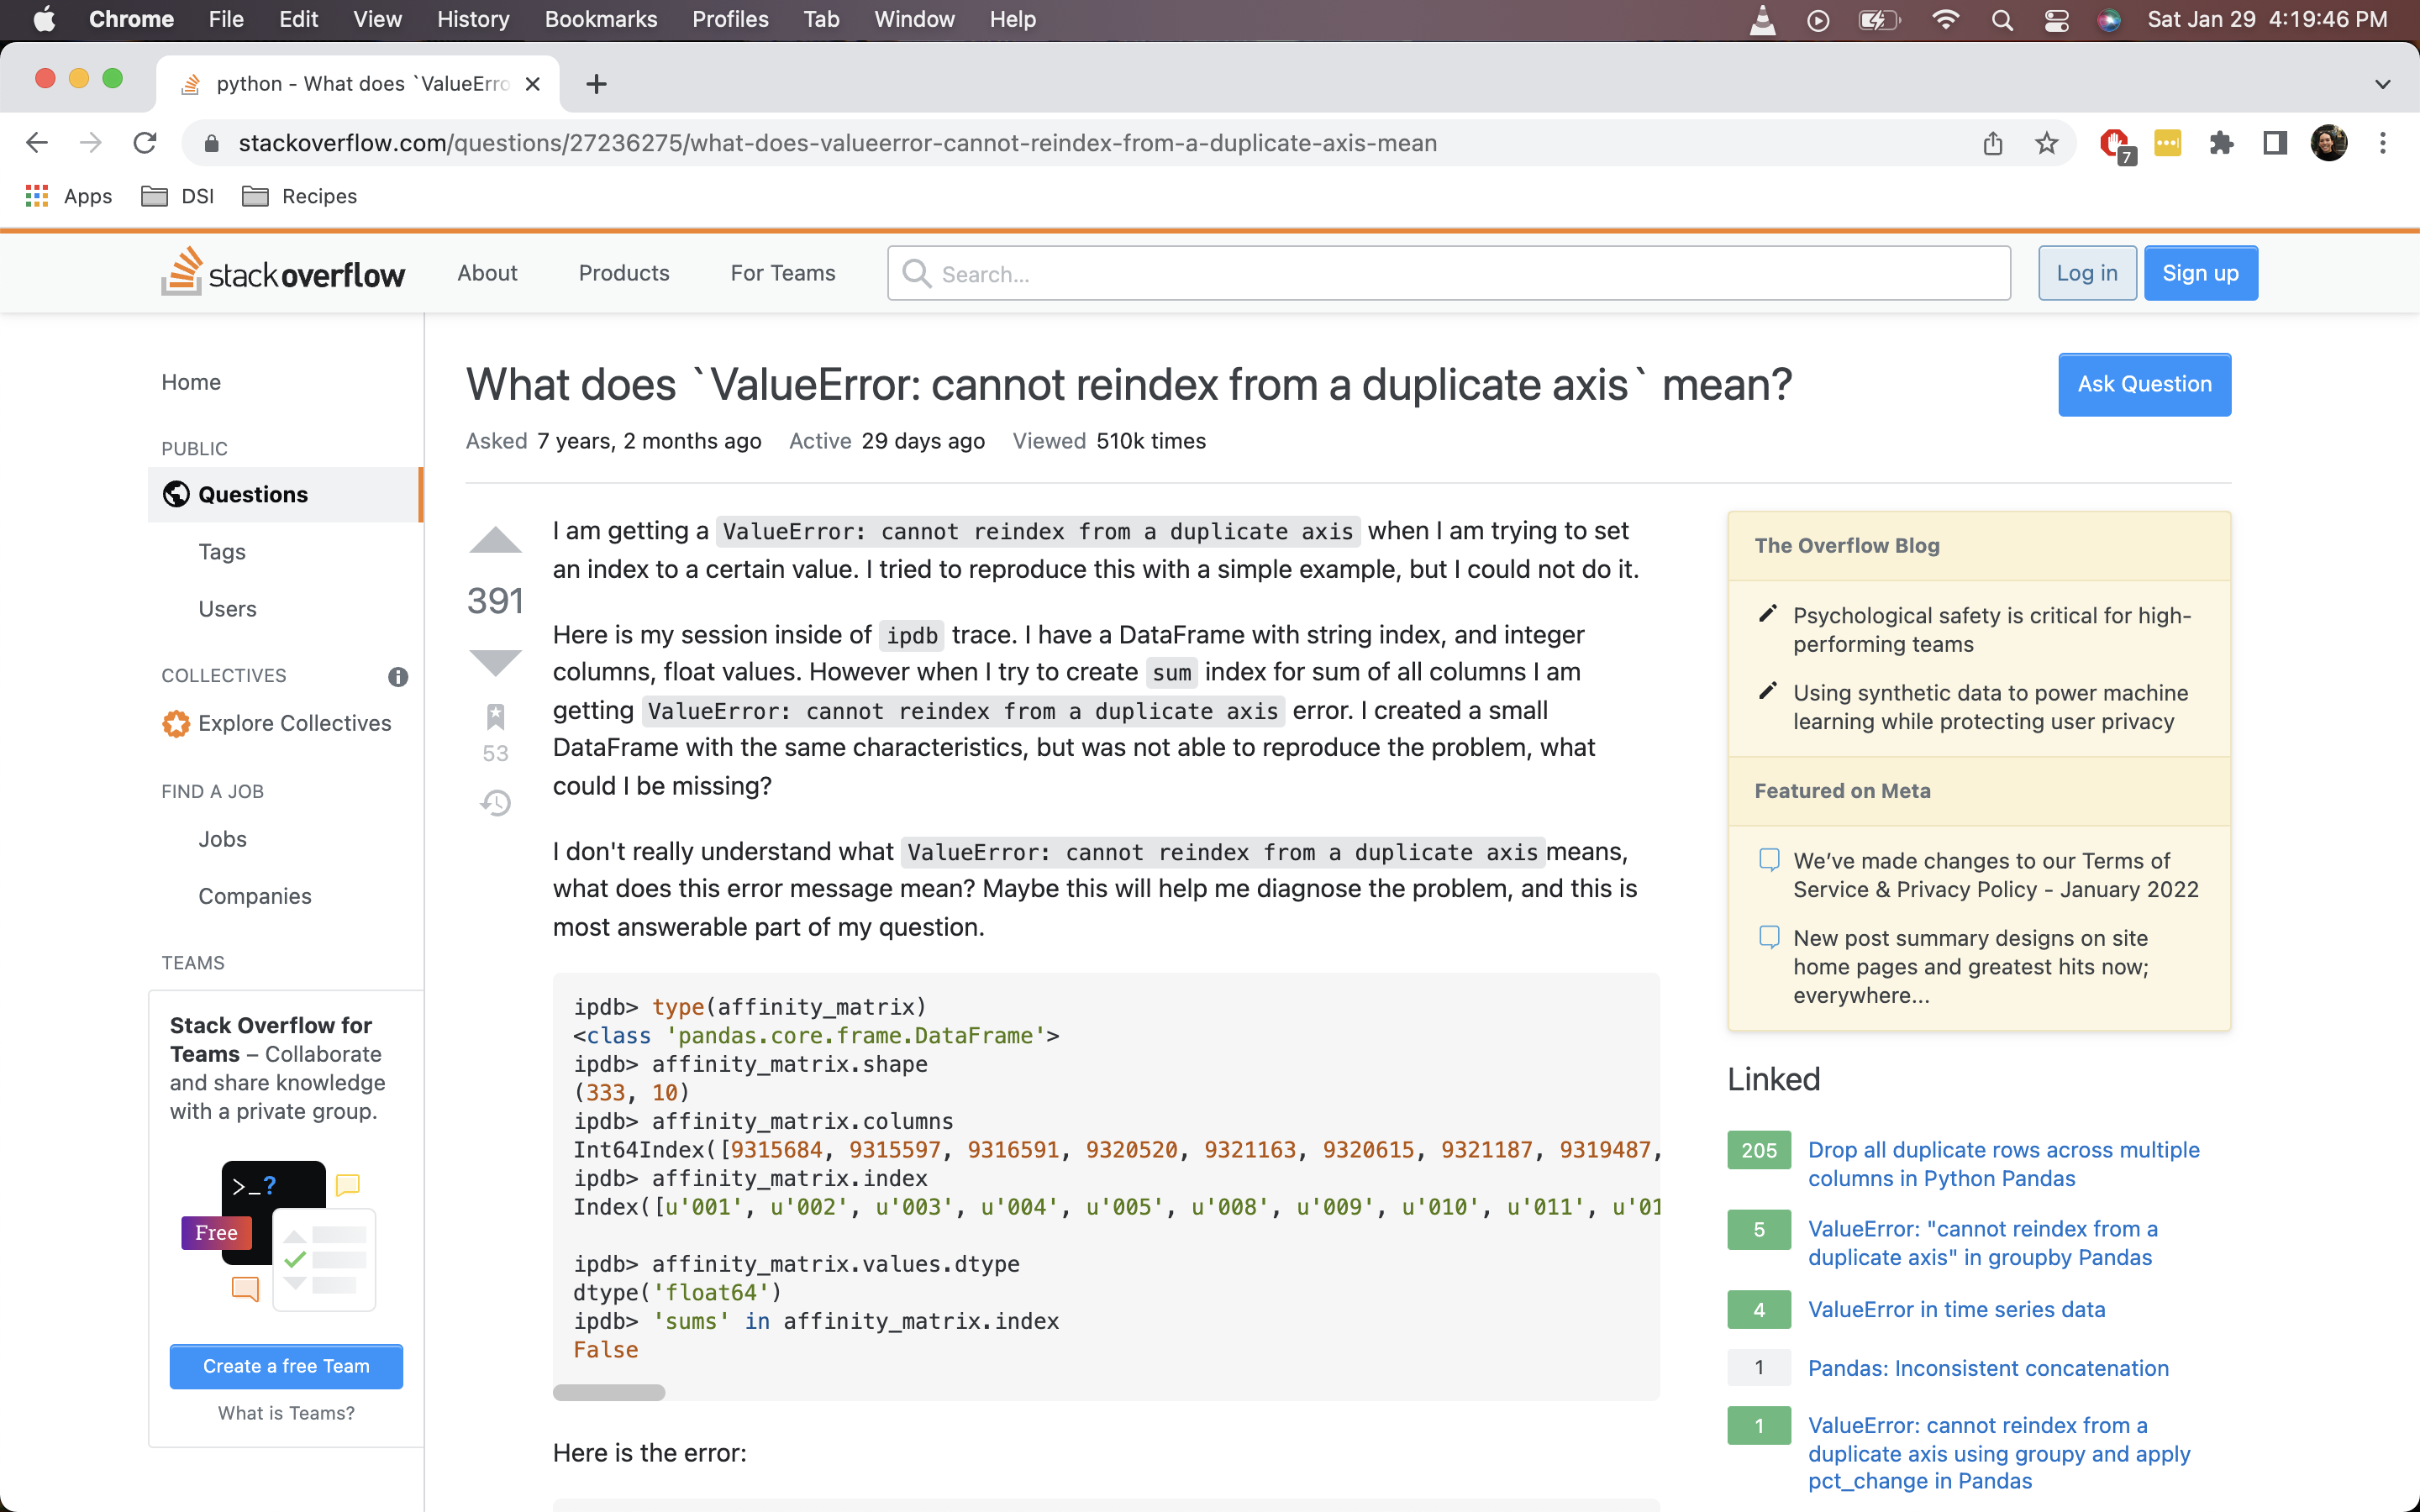 Chrome File Edit View History Bookmarks Profiles Tab Window Help Sat Jan 29 4:19:46 PM
python - What does `ValueErro
stackoverflow.com/questions/27236275/what-does-valueerror-cannot-reindex-from-a-duplicate-axis-mean
7
Apps DSI Recipes
stackoverflow About Products For Teams Search... Log in Sign up
Home
PUBLIC
Questions
Tags
Users
COLLECTIVES
Explore Collectives
FIND A JOB
Jobs
Companies
TEAMS
Stack Overflow for
Teams – Collaborate
and share knowledge
with a private group.
>_?
Free
Create a free Team
What is Teams?
What does `ValueError: cannot reindex from a duplicate axis` mean?
Ask Question
Asked 7 years, 2 months ago Active 29 days ago Viewed 510k times
391
53
I am getting a ValueError: cannot reindex from a duplicate axis when I am trying to set
an index to a certain value. I tried to reproduce this with a simple example, but I could not do it.
Here is my session inside of ipdb trace. I have a DataFrame with string index, and integer
columns, float values. However when I try to create sum index for sum of all columns I am
getting ValueError: cannot reindex from a duplicate axis error. I created a small
DataFrame with the same characteristics, but was not able to reproduce the problem, what
could I be missing?
I don't really understand what ValueError: cannot reindex from a duplicate axis means,
what does this error message mean? Maybe this will help me diagnose the problem, and this is
most answerable part of my question.
ipdb> type(affinity_matrix)
<class 'pandas.core.frame.DataFrame'>
ipdb> affinity_matrix.shape
(333, 10)
ipdb> affinity_matrix.columns
Int64Index([9315684, 9315597, 9316591, 9320520, 9321163, 9320615, 9321187, 9319487,
ipdb> affinity_matrix.index
Index([u'001', u'002', u'003', u'004', u'005', u'008', u'009', u'010', u'011', u'01
ipdb> affinity_matrix.values.dtype
dtype('float64')
ipdb> 'sums' in affinity_matrix.index
False
Here is the error:
The Overflow Blog
Psychological safety is critical for high-
performing teams
Using synthetic data to power machine
learning while protecting user privacy
Featured on Meta
We’ve made changes to our Terms of
Service & Privacy Policy - January 2022
New post summary designs on site
home pages and greatest hits now;
everywhere...
Linked
205 Drop all duplicate rows across multiple
columns in Python Pandas
5 ValueError: "cannot reindex from a
duplicate axis" in groupby Pandas
4 ValueError in time series data
1 Pandas: Inconsistent concatenation
1 ValueError: cannot reindex from a
duplicate axis using groupy and apply
pct_change in Pandas